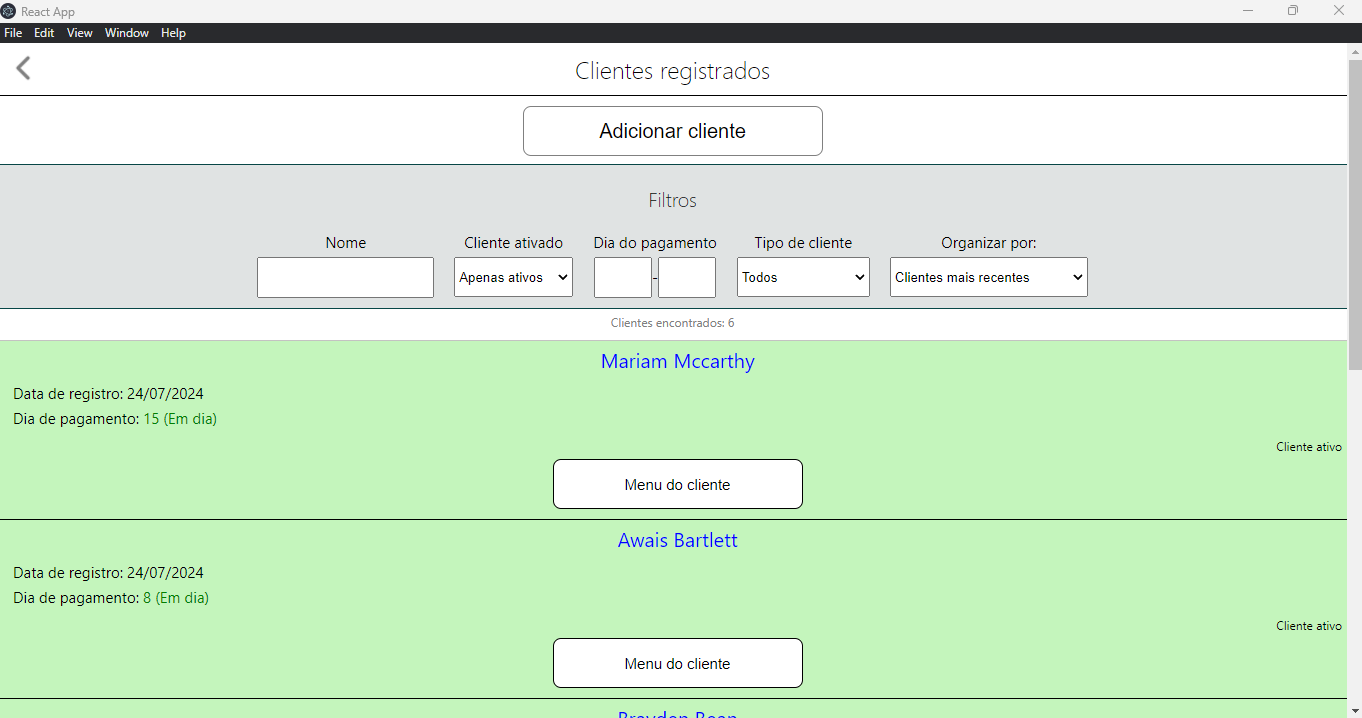 React App
File Edit View Window Help
Clientes registrados
Adicionar cliente
Filtros
Nome Cliente ativado Dia do pagamento Tipo de cliente Organizar por:
Apenas ativos - Todos Clientes mais recentes
Clientes encontrados: 6
Mariam Mccarthy
Data de registro: 24/07/2024
Dia de pagamento: 15 (Em dia)
Cliente ativo
Menu do cliente
Awais Bartlett
Data de registro: 24/07/2024
Dia de pagamento: 8 (Em dia)
Cliente ativo
Menu do cliente